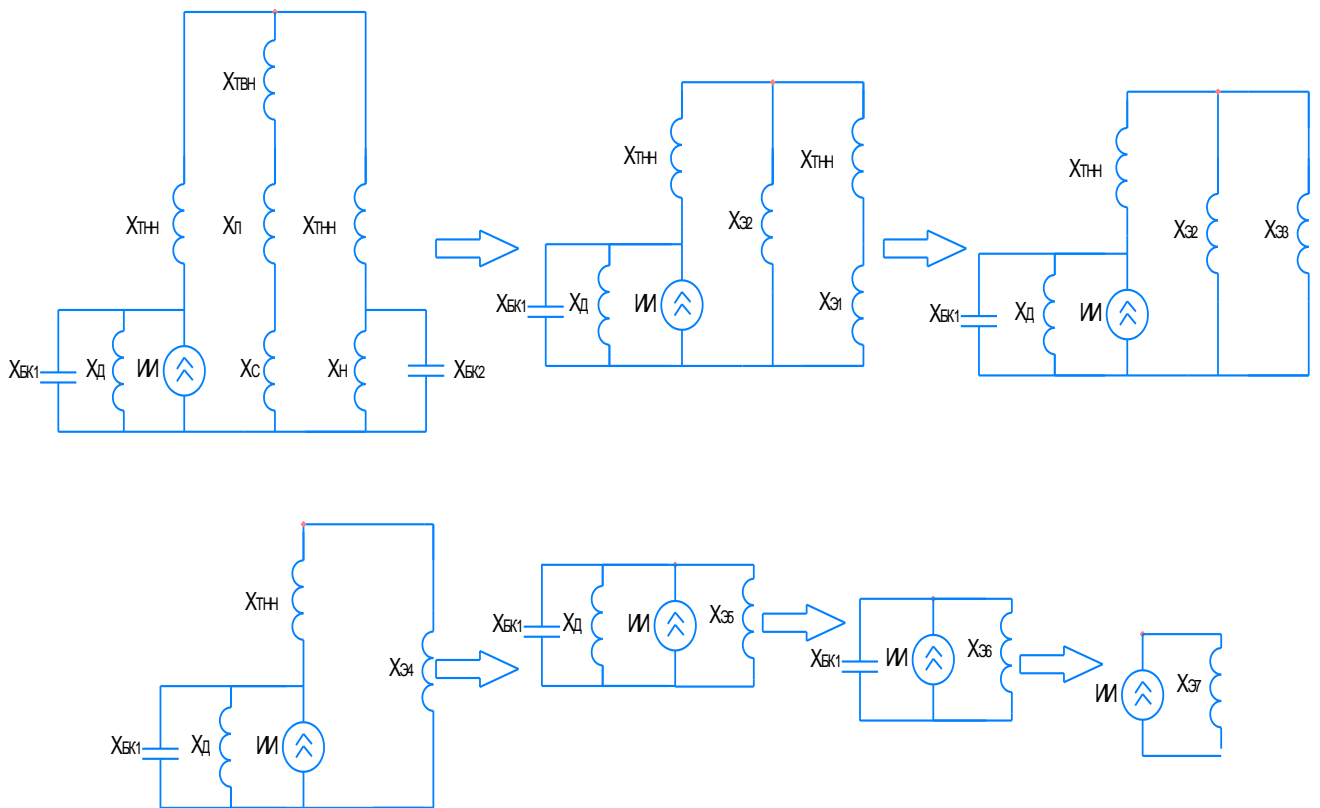 XТВН
XТНН
XЛ
XТНН
XБК1
XД
ИИ
XС
XН
XБК2
XТНН
XТНН
XЭ2
XБК1
XД
ИИ
XЭ1
XТНН
XЭ2
XЭ3
XБК1
XД
ИИ
XТНН
XЭ4
XБК1
XД
ИИ
XБК1
XД
ИИ
XЭ5
XБК1
ИИ
XЭ6
ИИ
XЭ7